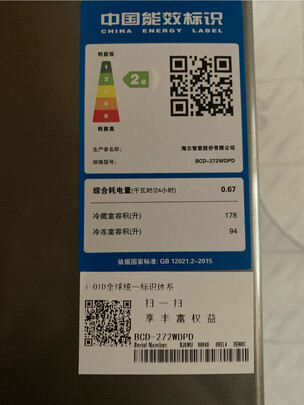 中国能效标识
CHINA ENERGY LABEL
耗能低
1
2
3
4
5
2级
耗能高
生产者名称: 海尔智家股份有限公司
规格型号: BCD-272WDPD
综合耗电量(千瓦时/24小时) 0.67
冷藏室容积(升) 178
冷冻室容积(升) 94
依据国家标准: GB 12021.2-2015
i-OID全球统一标识体系
扫一扫
享丰富权益
BCD-272WDPD
Serial Number: